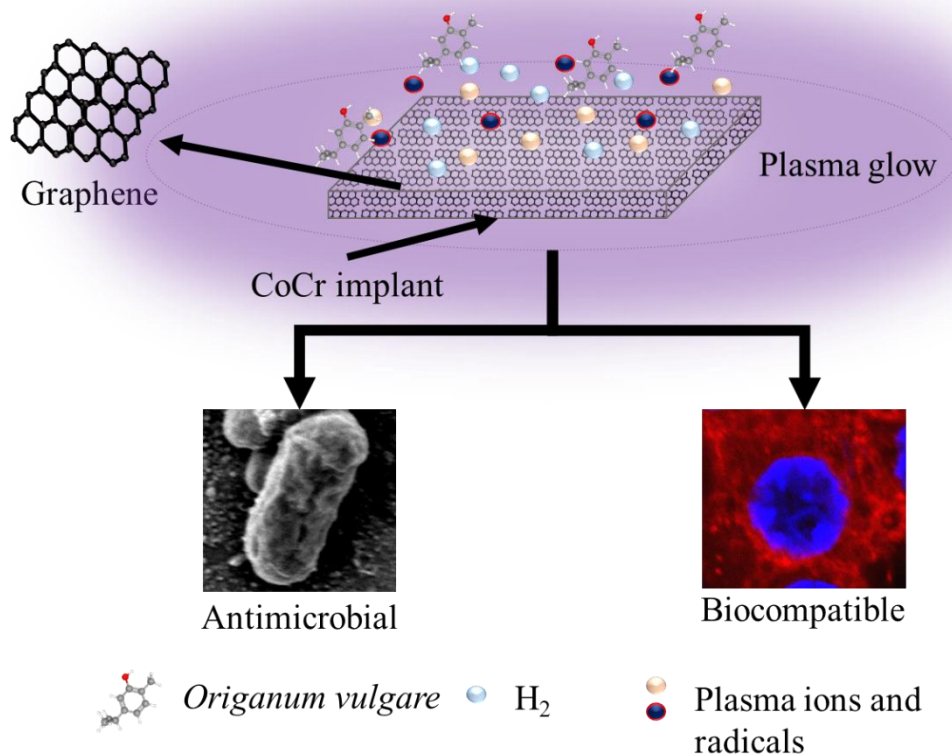 Graphene
Plasma glow
CoCr implant
Antimicrobial
Biocompatible
Origanum vulgare
H₂
Plasma ions and
radicals